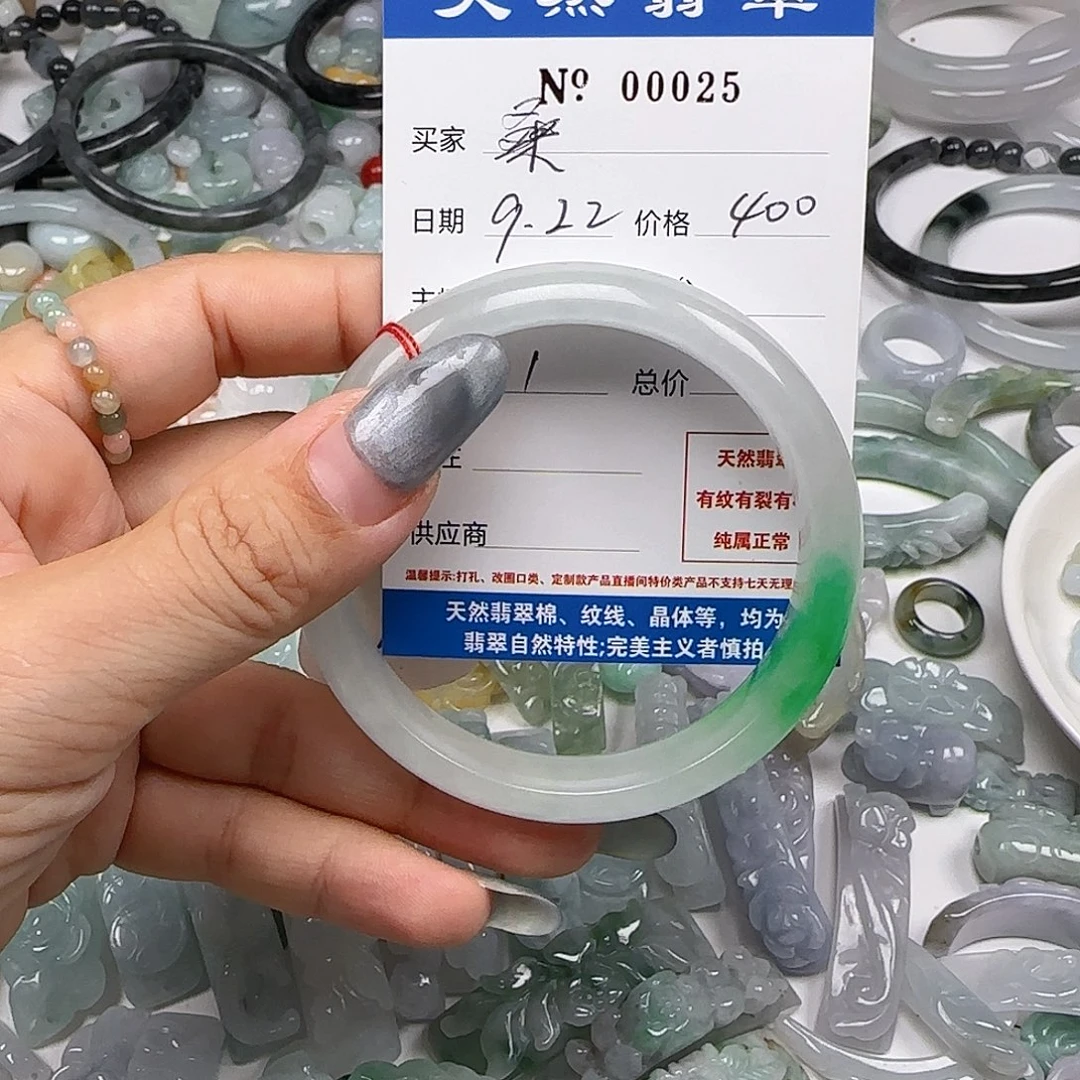 天然翡翠
Nº 00025
买家
日期 9.22 价格 400
1 总价
供应商
天然翡翠
有纹有裂有
纯属正常
温馨提示:打孔、改圈口类、定制款产品直播间特价类产品不支持七天无理
天然翡翠棉、纹线、晶体等，均为
翡翠自然特性;完美主义者慎拍